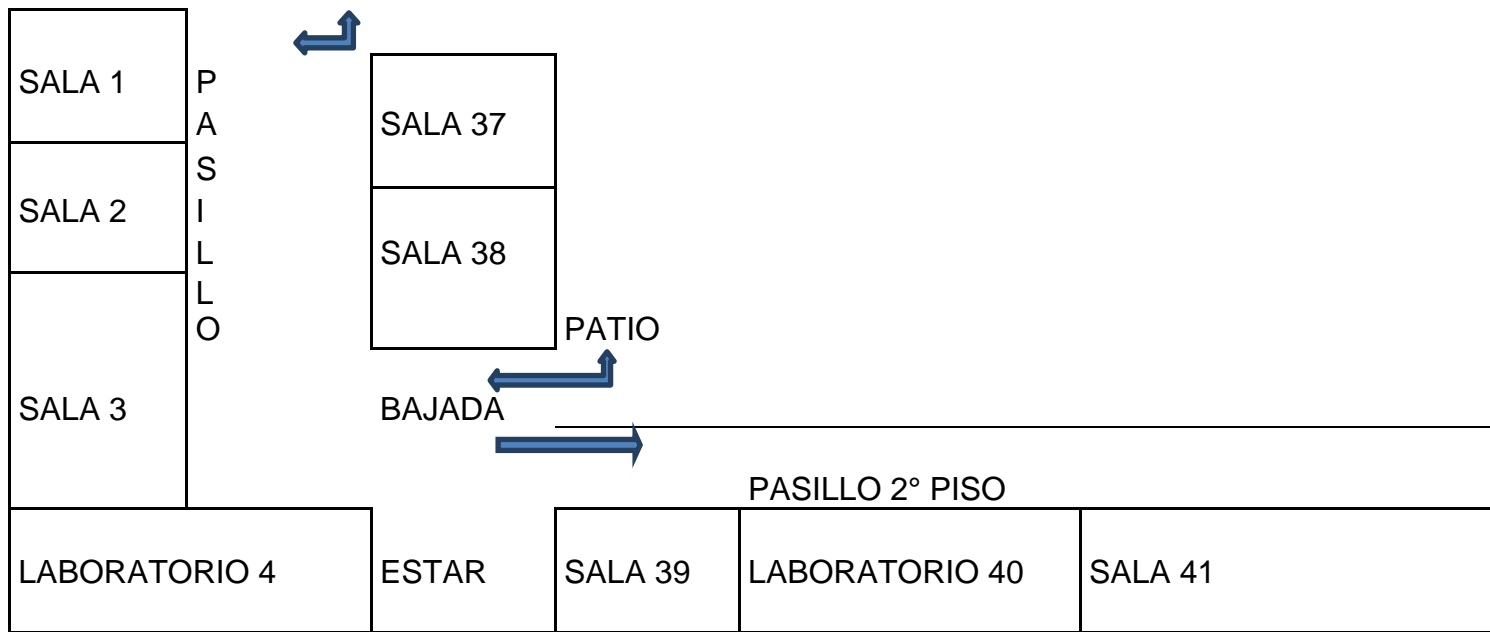 SALA 1
PASILLO
SALA 37
SALA 2
SALA 38
PATIO
SALA 3
BAJADA
PASILLO 2° PISO
LABORATORIO 4
ESTAR
SALA 39
LABORATORIO 40
SALA 41